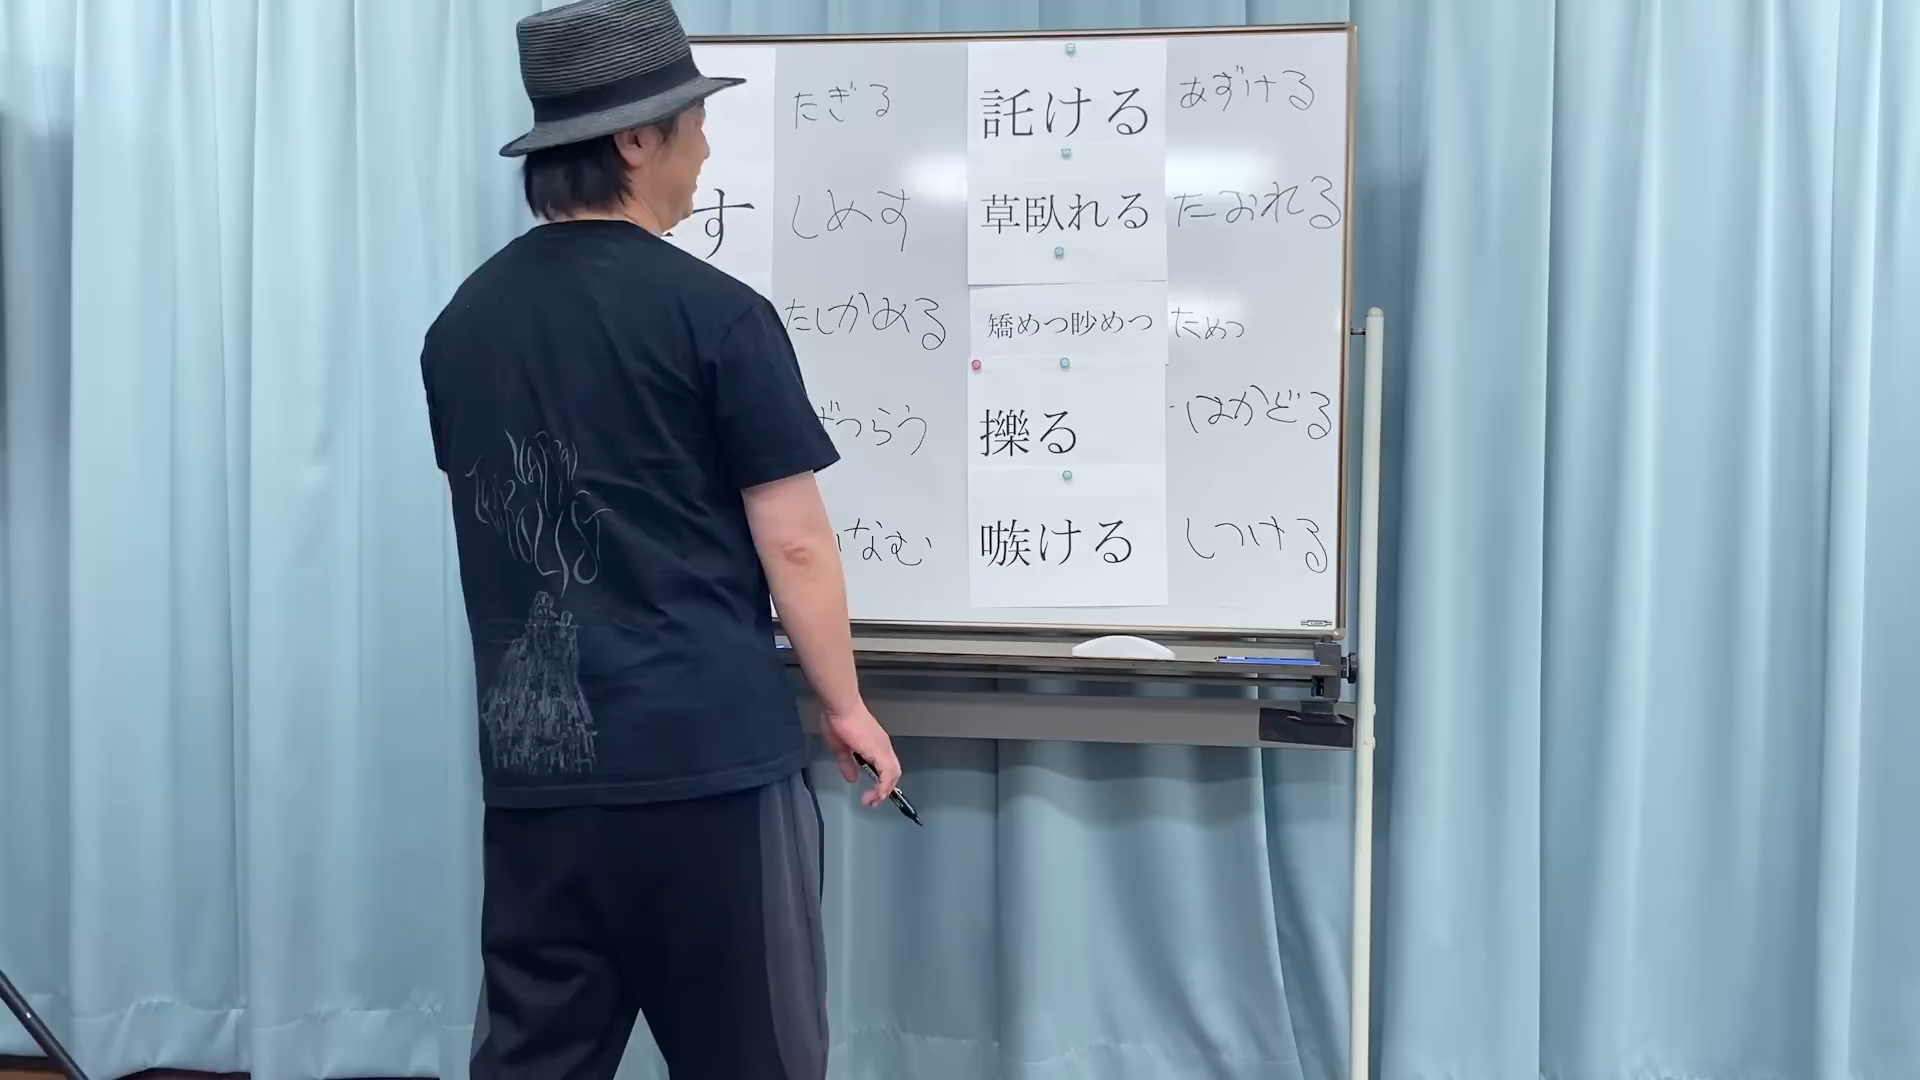 たぎる
託ける
あずける
す
しめす
草臥れる
たおれる
たしかめる
矯めつ眇めつ
ためつ
つらう
擽る
はかどる
なむ
嗾ける
しつける